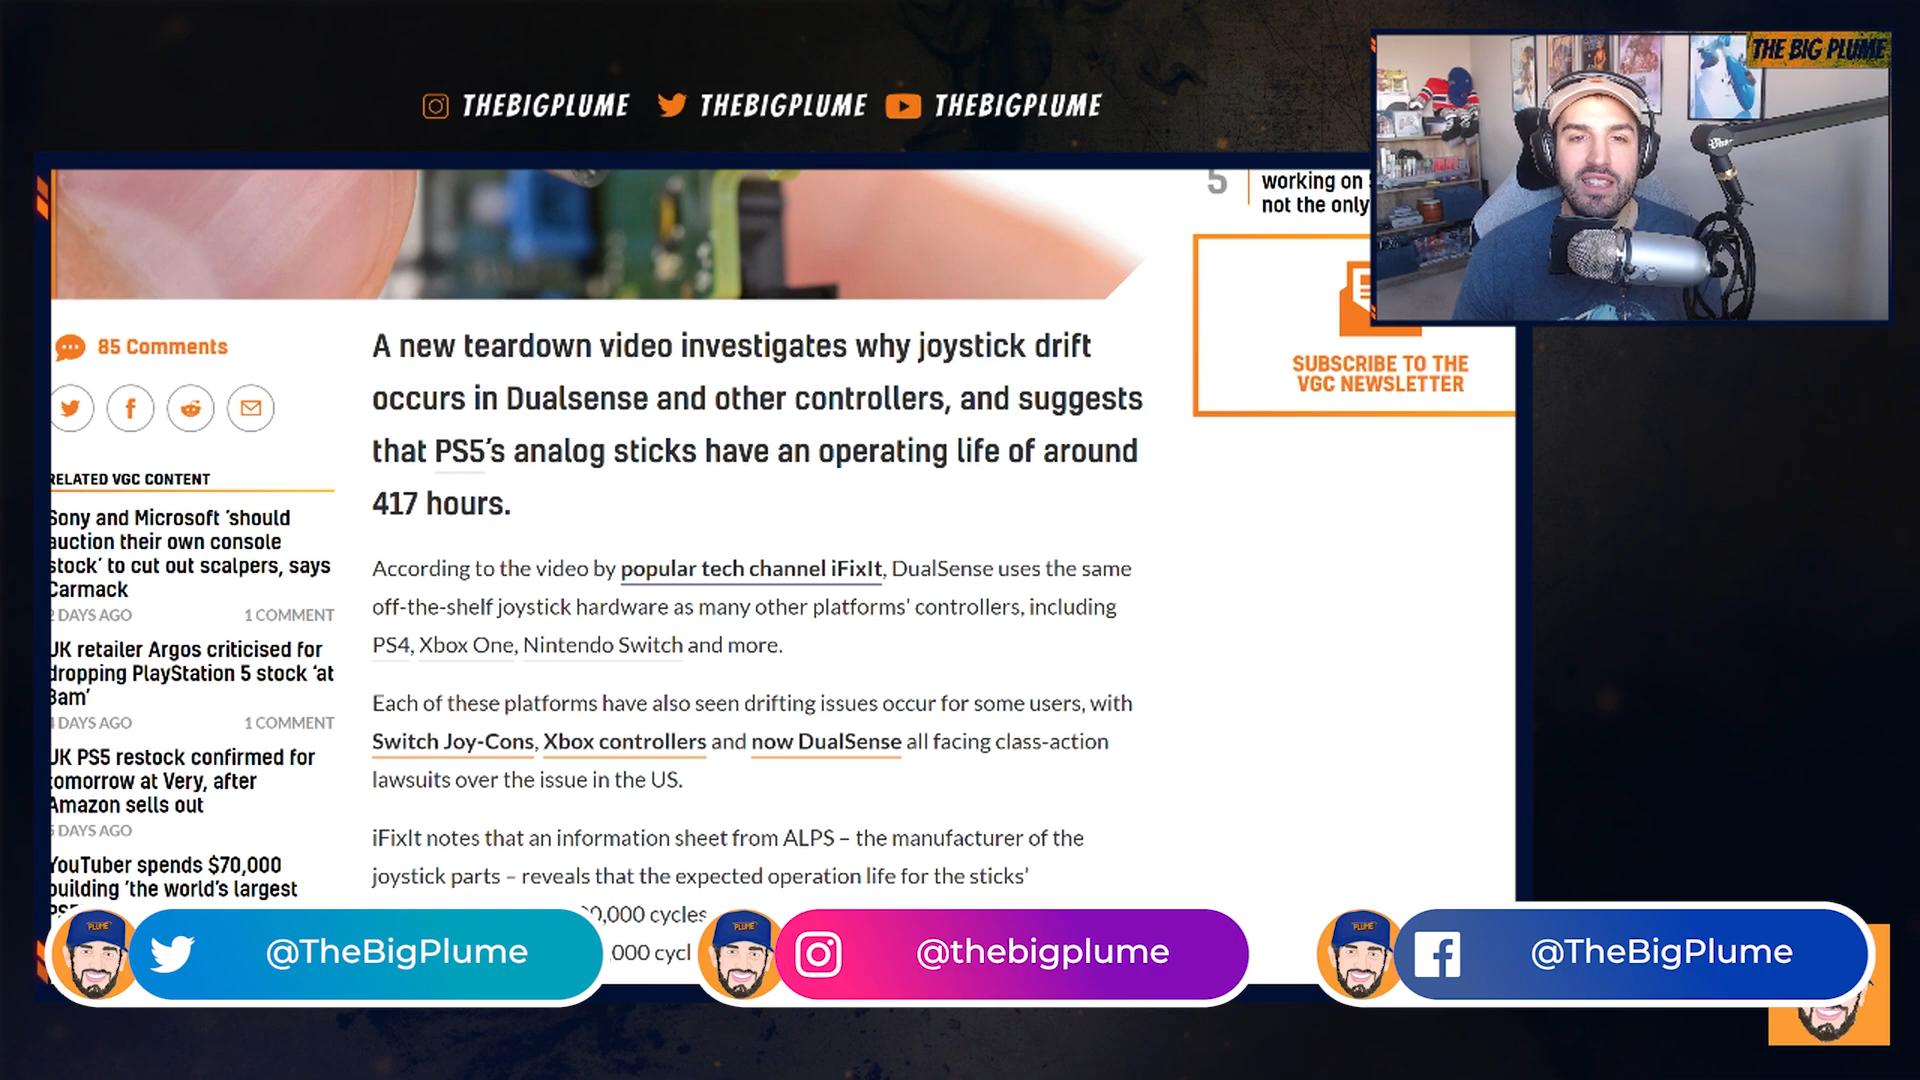 THEBIGPLUME THEBIGPLUME THEBIGPLUME
THE BIG PLUME
5
working on
not the only
SUBSCRIBE TO THE
VGC NEWSLETTER
85 Comments
A new teardown video investigates why joystick drift
occurs in Dualsense and other controllers, and suggests
that PS5's analog sticks have an operating life of around
417 hours.
According to the video by popular tech channel iFixIt, DualSense uses the same
off-the-shelf joystick hardware as many other platforms' controllers, including
PS4, Xbox One, Nintendo Switch and more.
Each of these platforms have also seen drifting issues occur for some users, with
Switch Joy-Cons, Xbox controllers and now DualSense all facing class-action
lawsuits over the issue in the US.
iFixIt notes that an information sheet from ALPS – the manufacturer of the
joystick parts – reveals that the expected operation life for the sticks'
0,000 cycles
,000 cycl
RELATED VGC CONTENT
Sony and Microsoft 'should
auction their own console
stock' to cut out scalpers, says
Carmack
2 DAYS AGO 1 COMMENT
UK retailer Argos criticised for
dropping PlayStation 5 stock 'at
3am'
DAYS AGO 1 COMMENT
UK PS5 restock confirmed for
tomorrow at Very, after
Amazon sells out
DAYS AGO
YouTuber spends $70,000
building 'the world's largest
PS5
PLUME @TheBigPlume
PLUME @thebigplume
PLUME @TheBigPlume